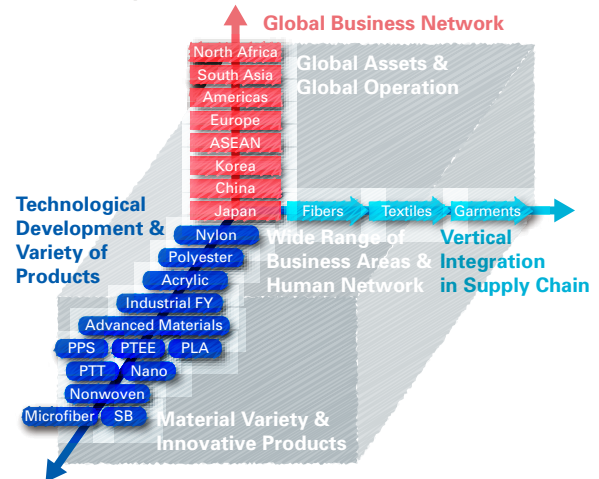 Global Business Network
North Africa
South Asia
Americas
Europe
ASEAN
Korea
China
Japan
Global Assets &
Global Operation
Fibers
Textiles
Garments
Vertical
Integration
in Supply Chain
Wide Range of
Business Areas &
Human Network
Technological
Development &
Variety of
Products
Nylon
Polyester
Acrylic
Industrial FY
Advanced Materials
PPS PTEE PLA
PTT Nano
Nonwoven
Microfiber SB
Material Variety &
Innovative Products